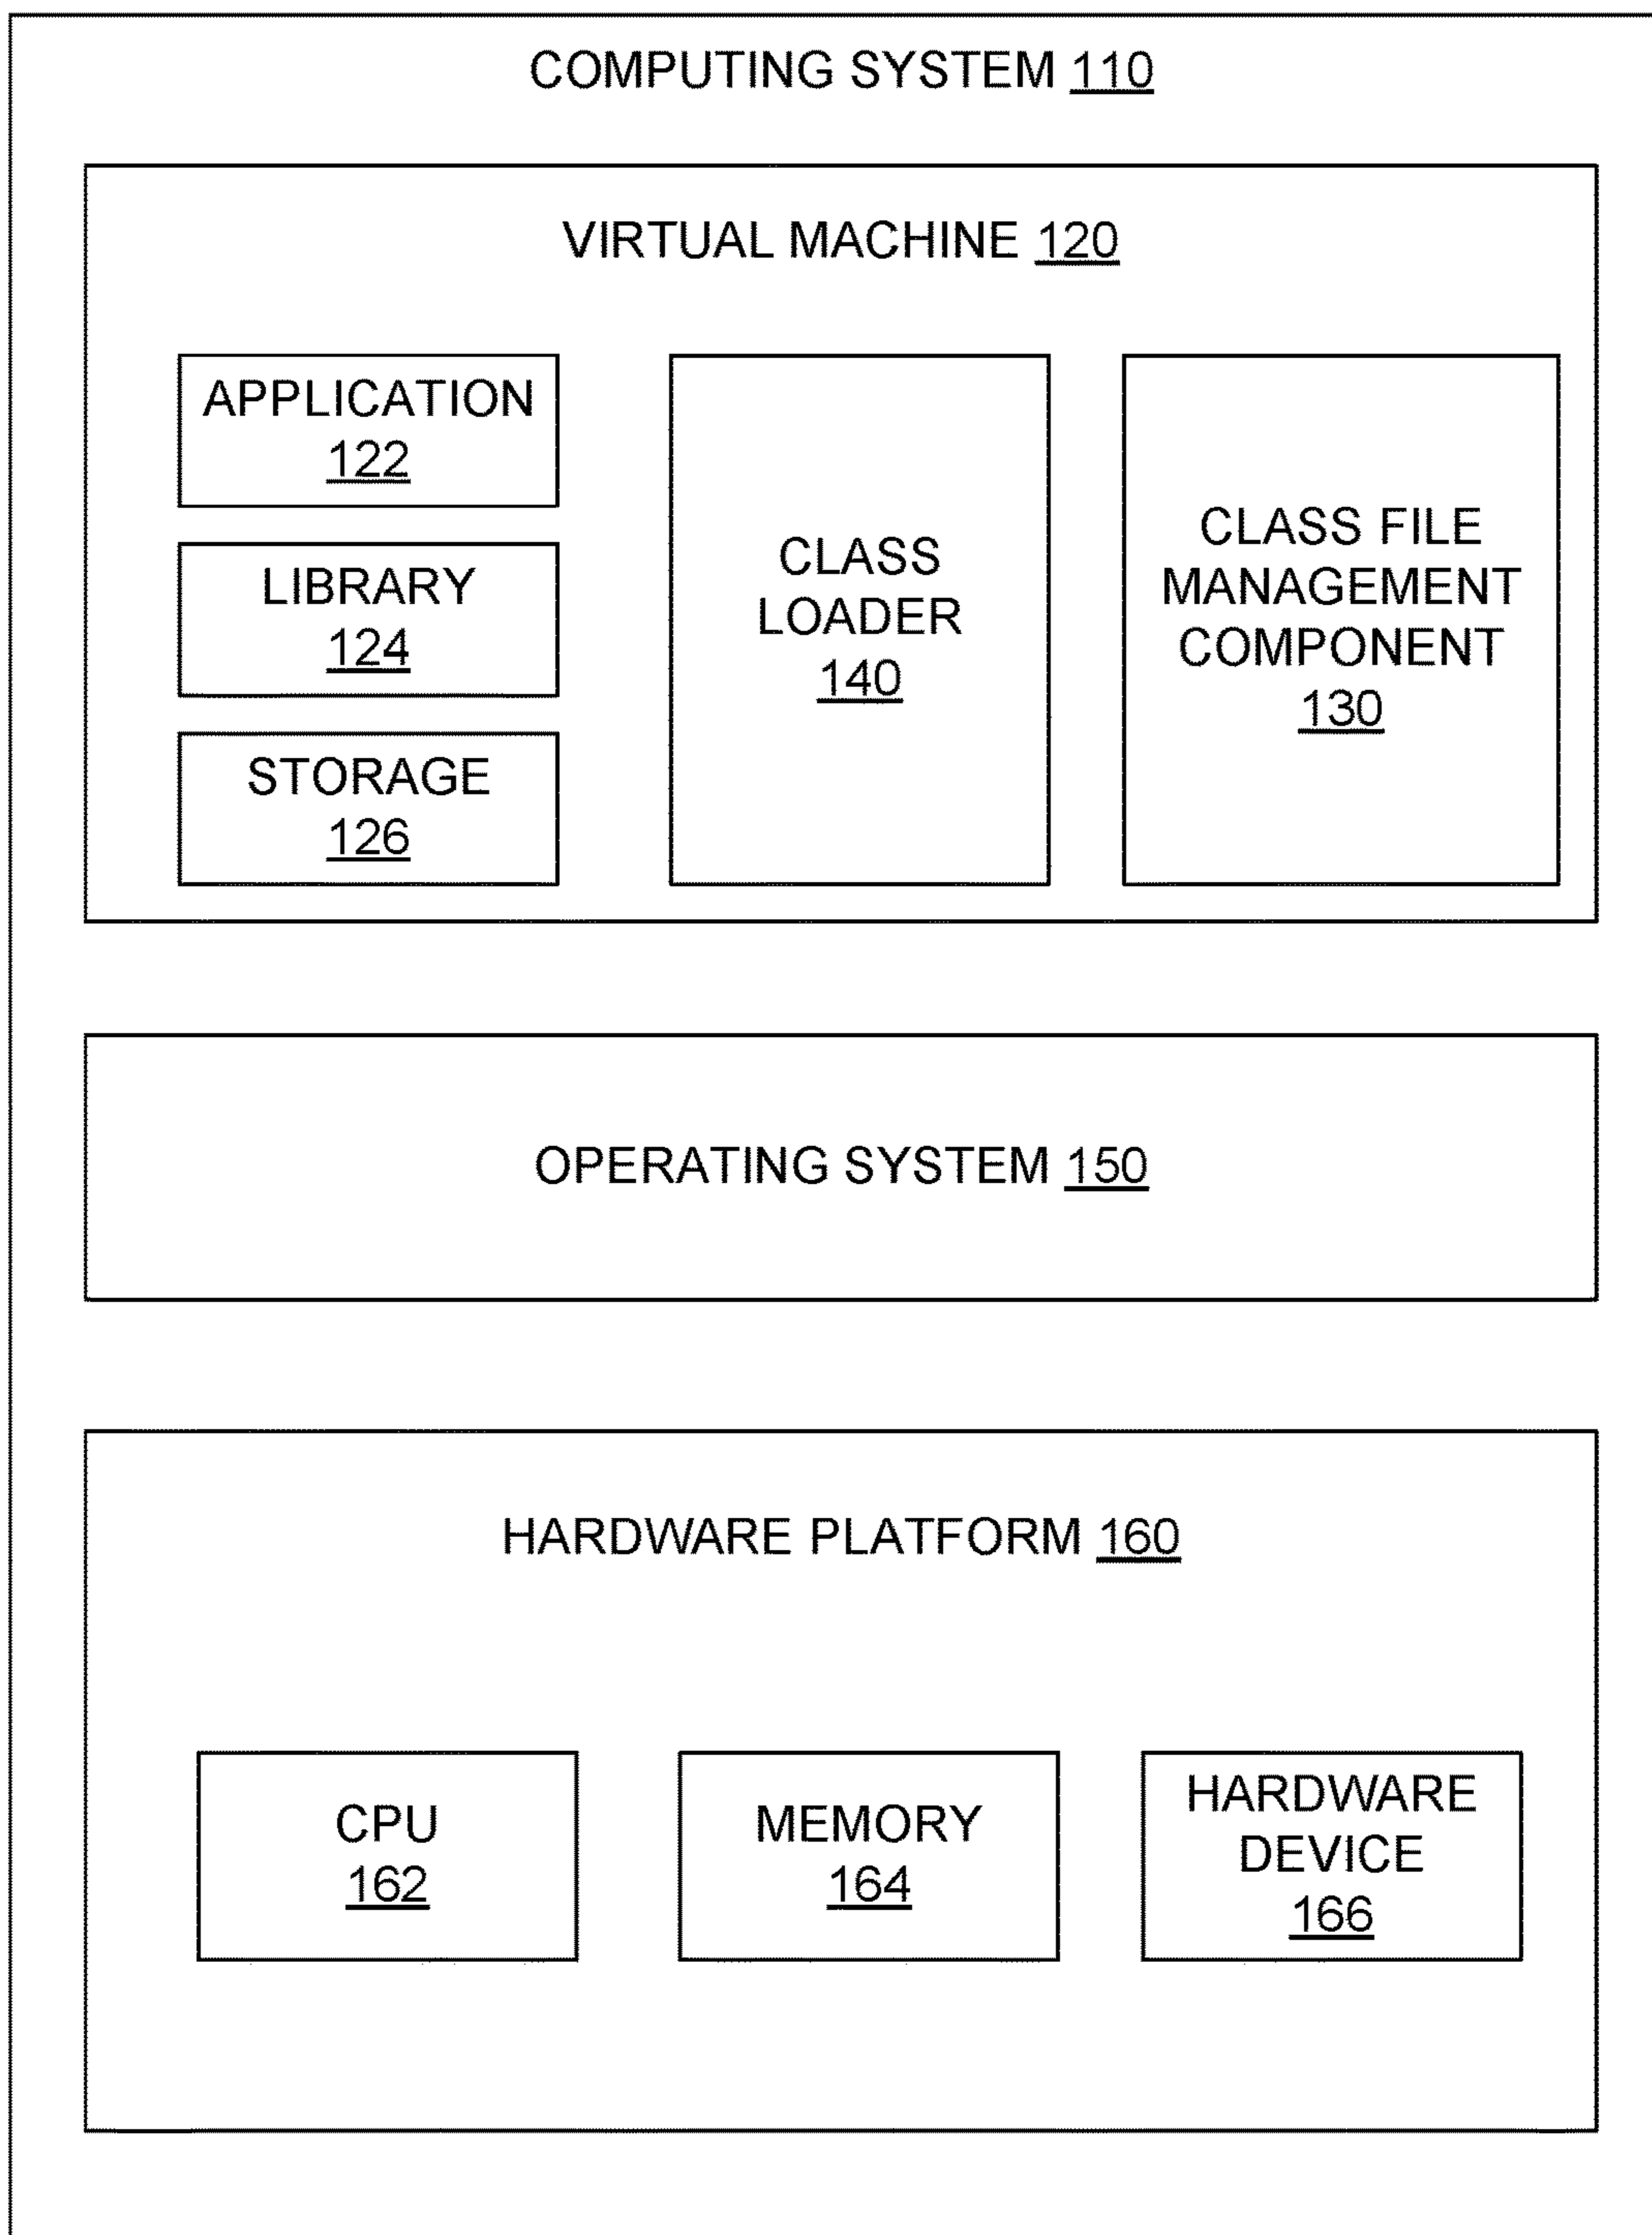 COMPUTING SYSTEM 110
VIRTUAL MACHINE 120
APPLICATION
122
LIBRARY
124
STORAGE
126
CLASS
LOADER
140
CLASS FILE
MANAGEMENT
COMPONENT
130
OPERATING SYSTEM 150
HARDWARE PLATFORM 160
CPU
162
MEMORY
164
HARDWARE
DEVICE
166